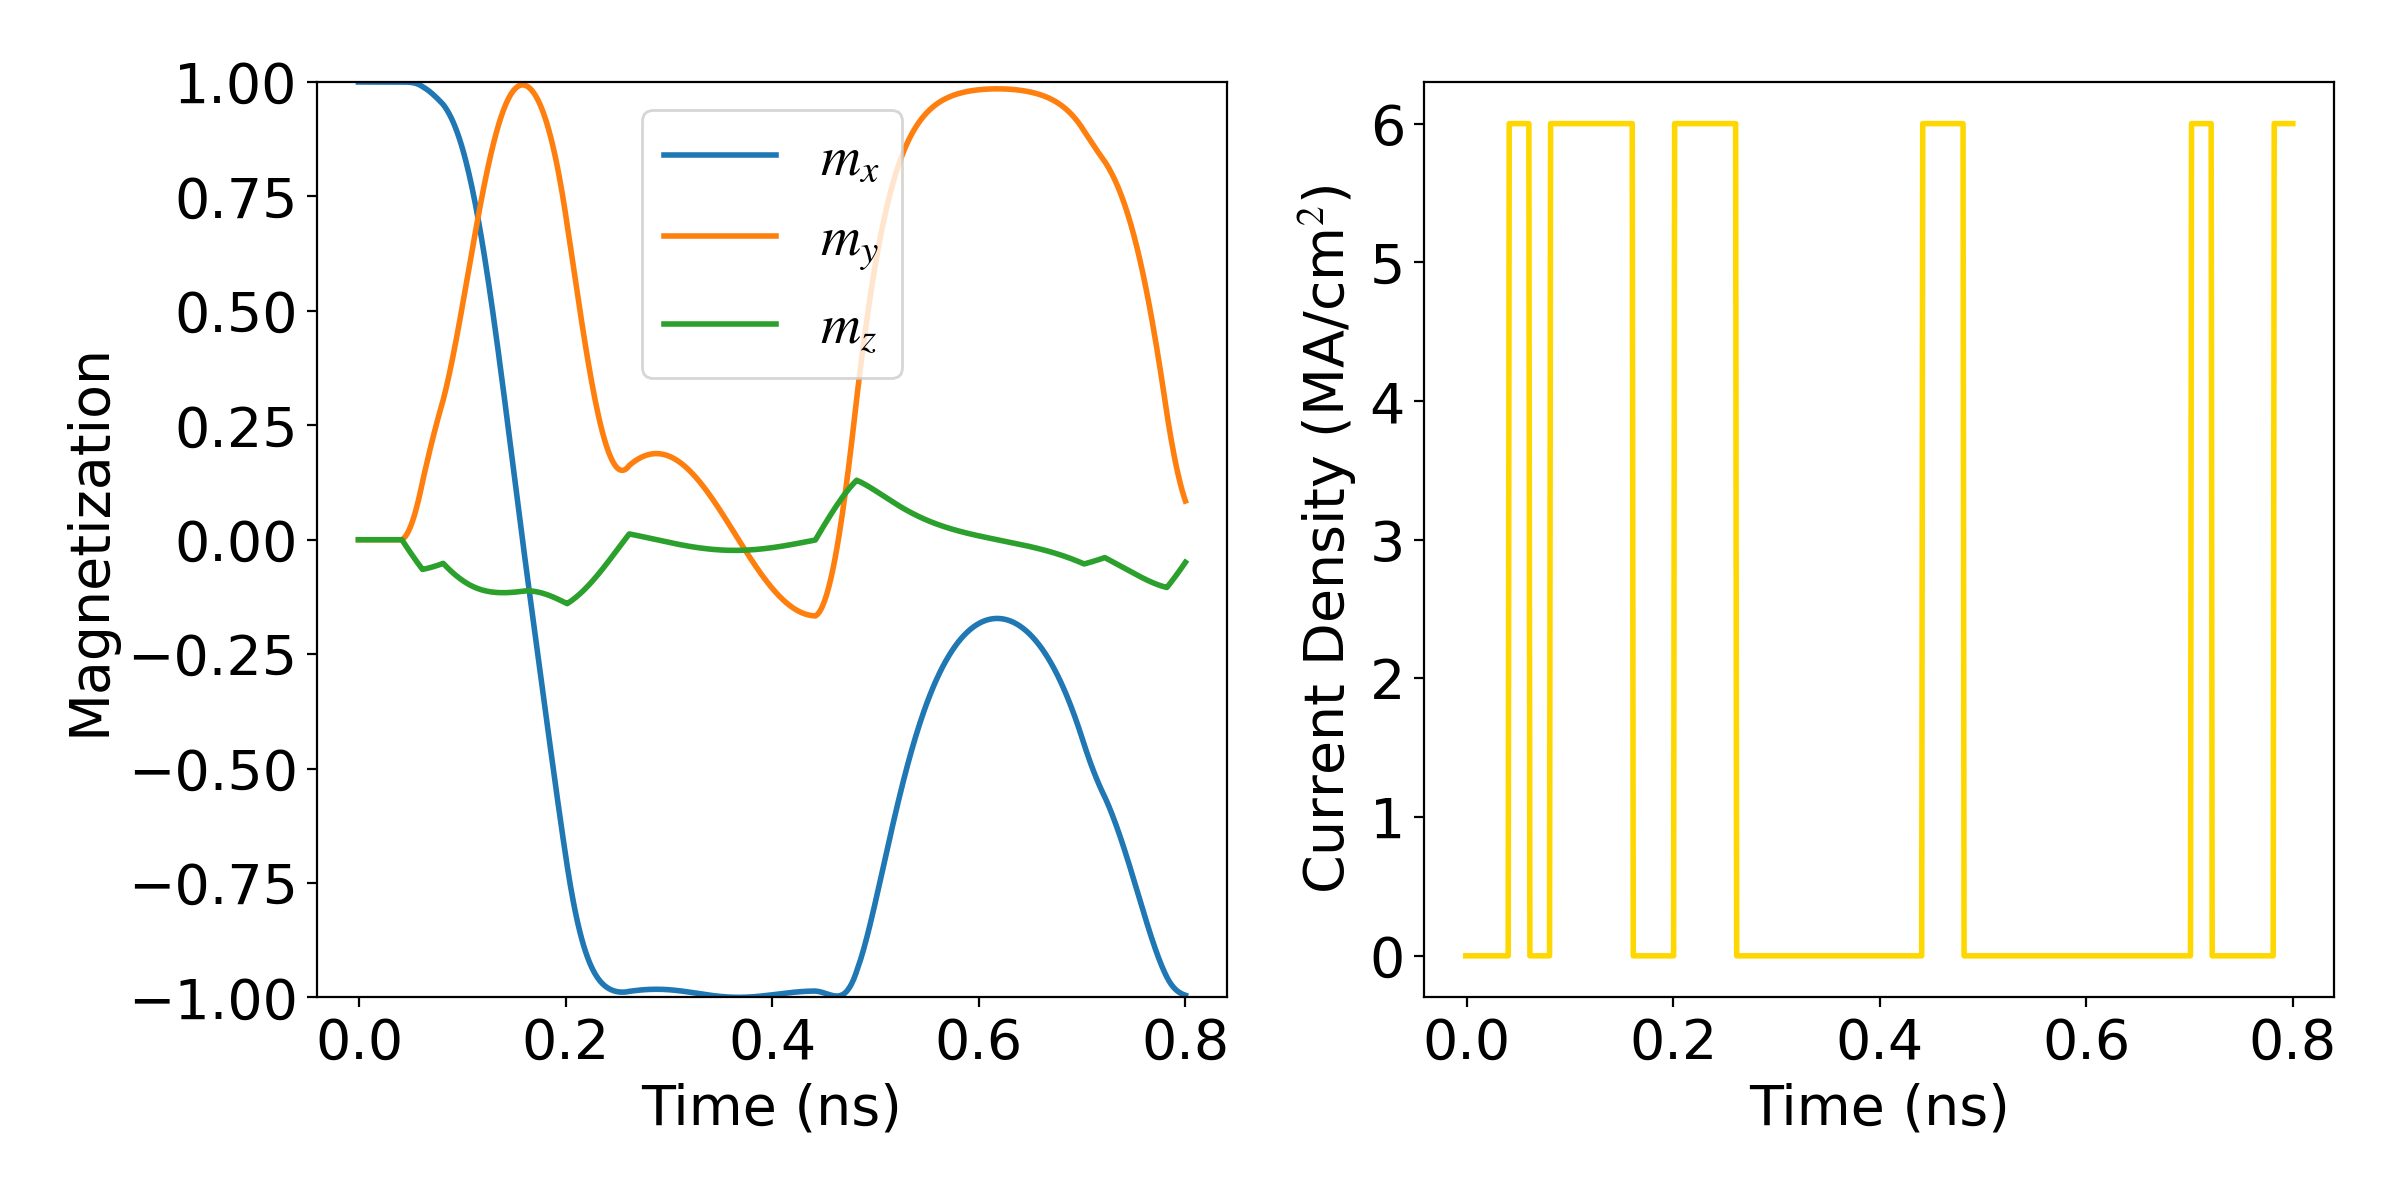 1.00
0.75
0.50
0.25
0.00
−0.25
−0.50
−0.75
−1.00
Magnetization
0.0 0.2 0.4 0.6 0.8
Time (ns)
m_x
m_y
m_z
6
5
4
3
2
1
0
Current Density (MA/cm²)
0.0 0.2 0.4 0.6 0.8
Time (ns)